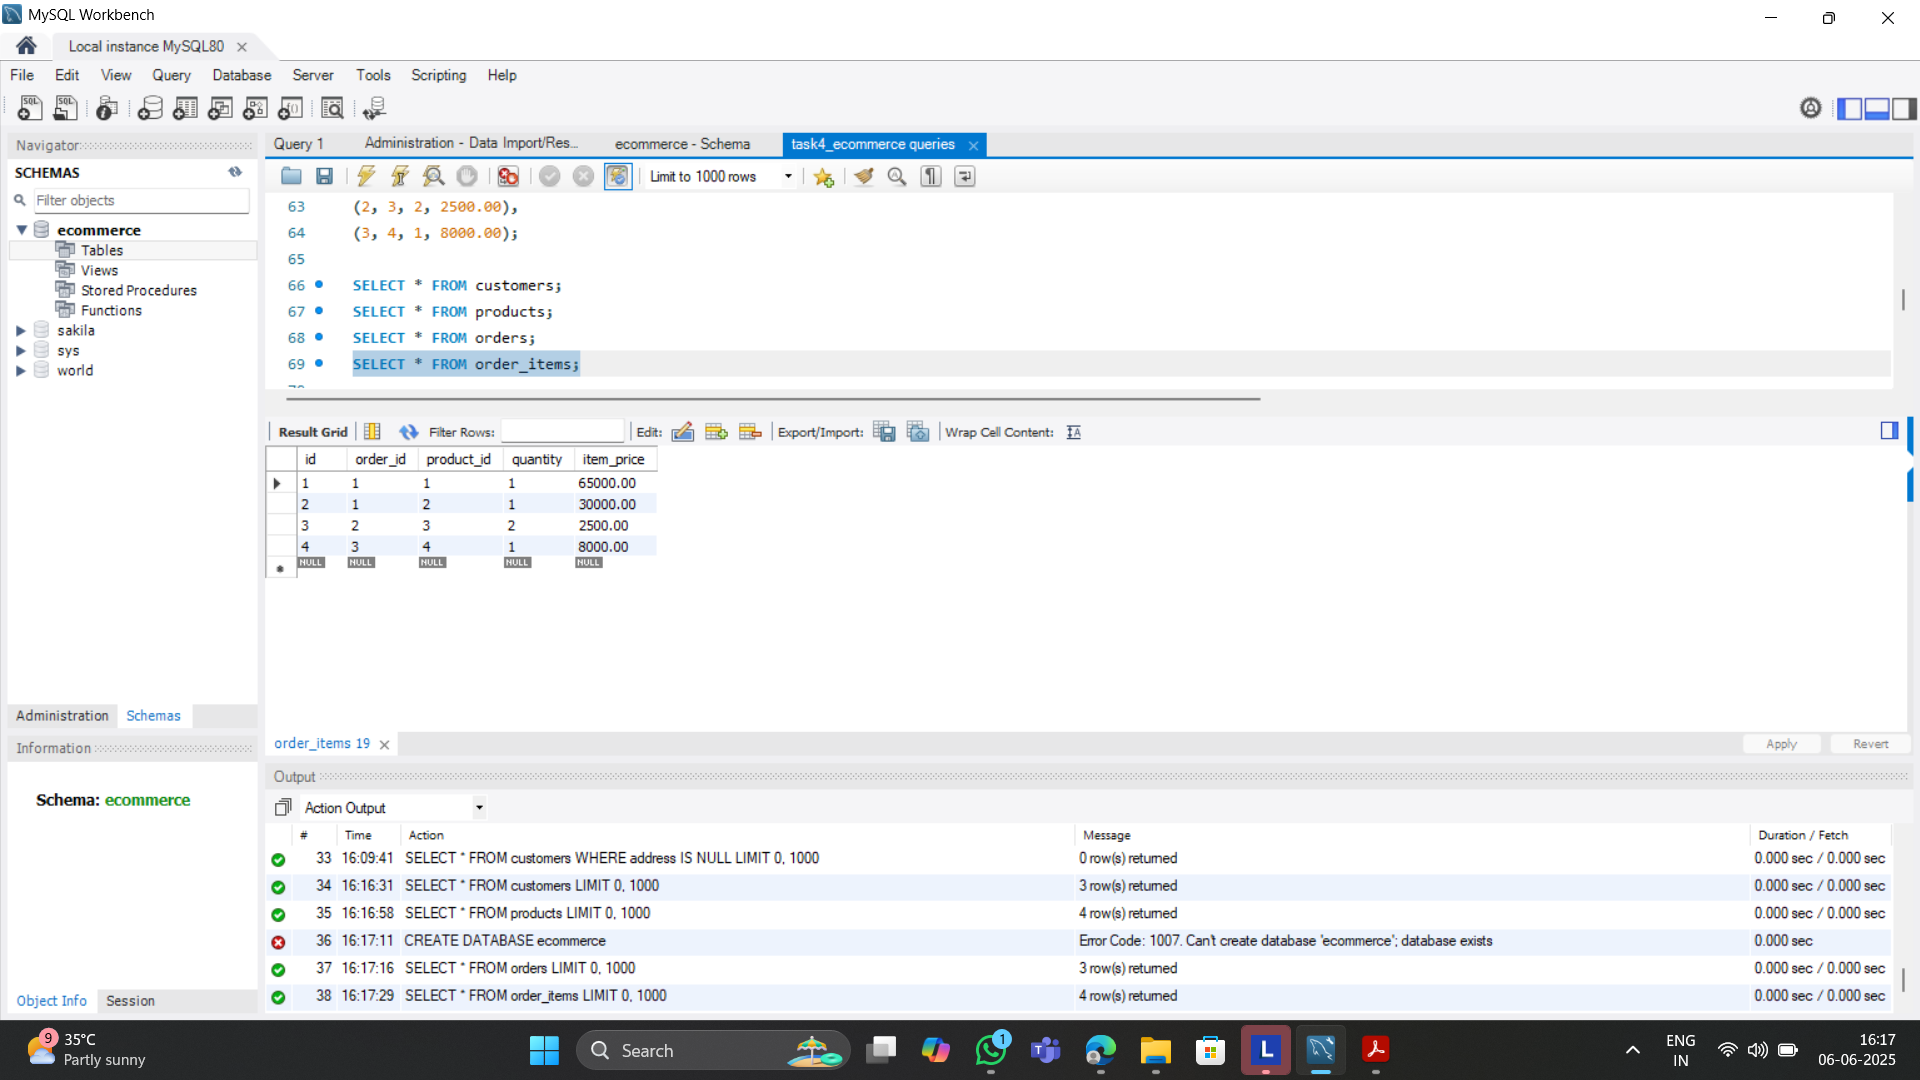 MySQL Workbench
Local instance MySQL80
File Edit View Query Database Server Tools Scripting Help
Navigator
SCHEMAS
Filter objects
ecommerce
Tables
Views
Stored Procedures
Functions
sakila
sys
world
Administration Schemas
Information
Schema: ecommerce
Object Info Session
Query 1 Administration - Data Import/Res... ecommerce - Schema task4_ecommerce queries
Limit to 1000 rows
63 (2, 3, 2, 2500.00),
64 (3, 4, 1, 8000.00);
65
66 SELECT * FROM customers;
67 SELECT * FROM products;
68 SELECT * FROM orders;
69 SELECT * FROM order_items;
Result Grid Filter Rows: Edit: Export/Import: Wrap Cell Content:
id order_id product_id quantity item_price
1 1 1 1 65000.00
2 1 2 1 30000.00
3 2 3 2 2500.00
4 3 4 1 8000.00
NULL NULL NULL NULL NULL
order_items 19 Apply Revert
Output
Action Output
# Time Action Message Duration / Fetch
33 16:09:41 SELECT * FROM customers WHERE address IS NULL LIMIT 0, 1000 0 row(s) returned 0.000 sec / 0.000 sec
34 16:16:31 SELECT * FROM customers LIMIT 0, 1000 3 row(s) returned 0.000 sec / 0.000 sec
35 16:16:58 SELECT * FROM products LIMIT 0, 1000 4 row(s) returned 0.000 sec / 0.000 sec
36 16:17:11 CREATE DATABASE ecommerce Error Code: 1007. Can't create database 'ecommerce'; database exists 0.000 sec
37 16:17:16 SELECT * FROM orders LIMIT 0, 1000 3 row(s) returned 0.000 sec / 0.000 sec
38 16:17:29 SELECT * FROM order_items LIMIT 0, 1000 4 row(s) returned 0.000 sec / 0.000 sec
9 35°C
Partly sunny
Search
1
L
ENG
IN
16:17
06-06-2025